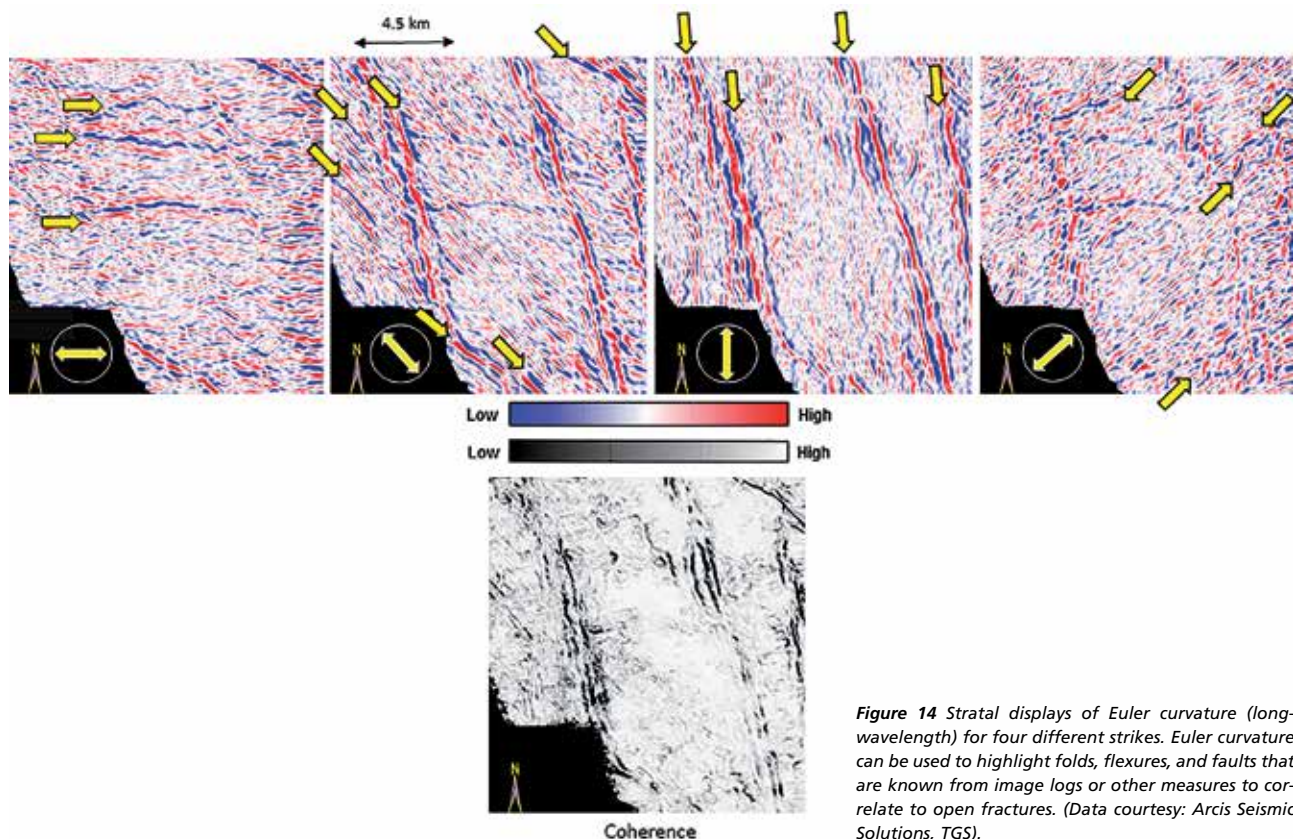 4.5 km
N
N
N
N
Low High
Low High
N
Coherence
Figure 14 Stratal displays of Euler curvature (long-
wavelength) for four different strikes. Euler curvature
can be used to highlight folds, flexures, and faults that
are known from image logs or other measures to cor-
relate to open fractures. (Data courtesy: Arcis Seismic
Solutions, TGS).